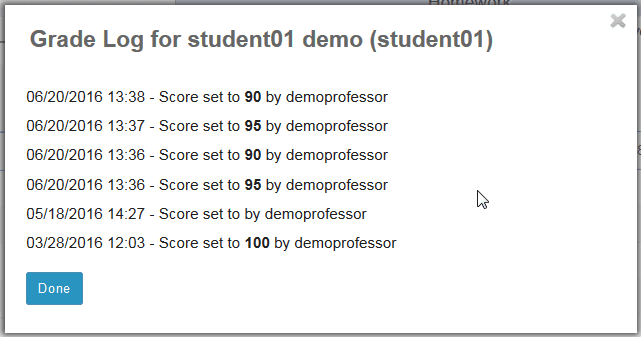 Homework
Grade Log for student01 demo (student01)
06/20/2016 13:38 - Score set to 90 by demoprofessor
06/20/2016 13:37 - Score set to 95 by demoprofessor
06/20/2016 13:36 - Score set to 90 by demoprofessor
06/20/2016 13:36 - Score set to 95 by demoprofessor
05/18/2016 14:27 - Score set to by demoprofessor
03/28/2016 12:03 - Score set to 100 by demoprofessor
Done